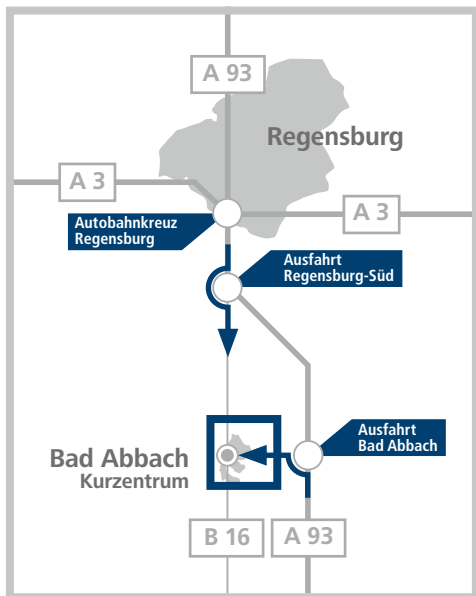 A 93
Regensburg
A 3
A 3
Autobahnkreuz
Regensburg
Ausfahrt
Regensburg-Süd
Ausfahrt
Bad Abbach
Bad Abbach
Kurzentrum
B 16
A 93